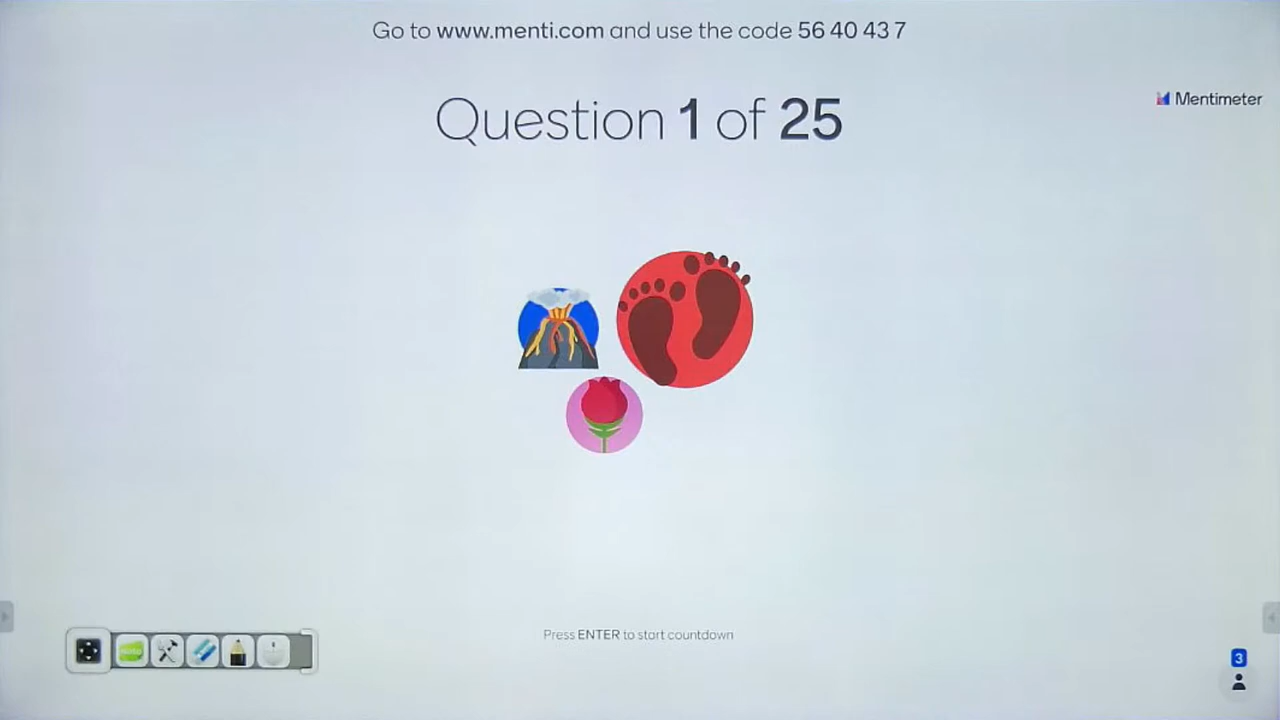 Go to www.menti.com and use the code 56 40 43 7
Mentimeter
Question 1 of 25
Press ENTER to start countdown
3